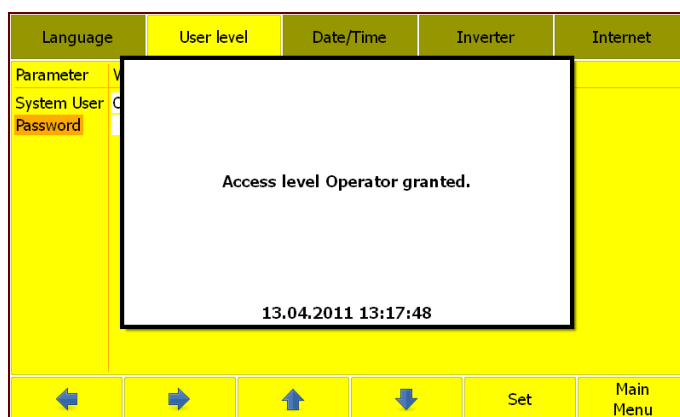 Language User level Date/Time Inverter Internet
Parameter
System User
Password
Access level Operator granted.
13.04.2011 13:17:48
Set Main
Menu